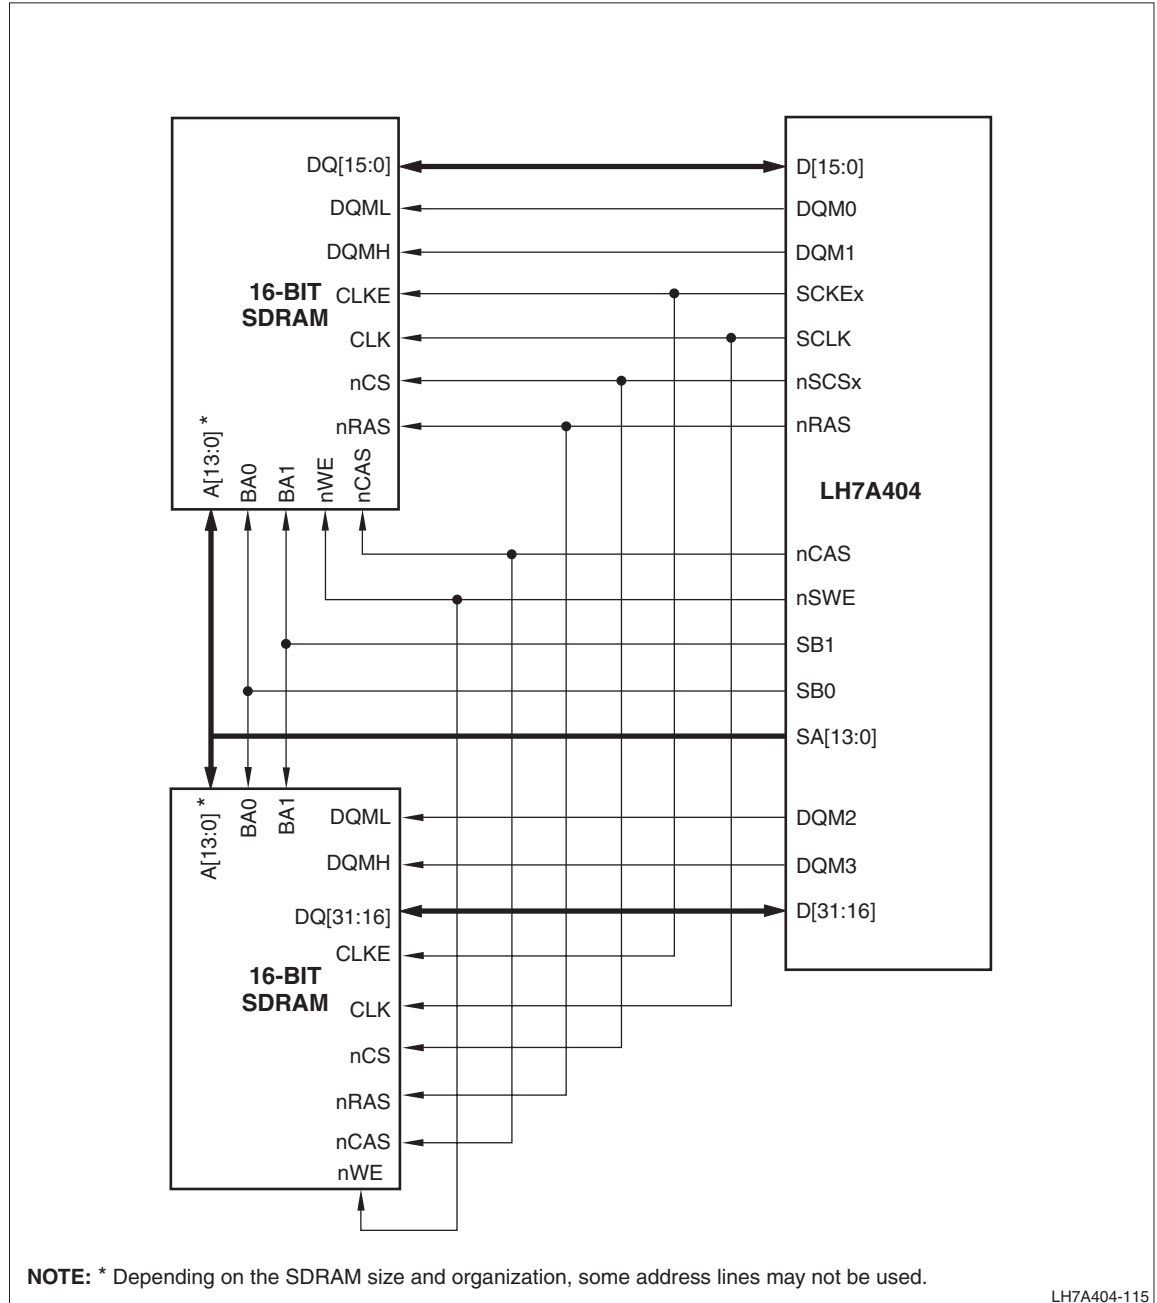 DQ[15:0]
DQML
DQMH
16-BIT
SDRAM
CLKE
CLK
nCS
nRAS
A[13:0] *
BA0
BA1
nWE
nCAS
D[15:0]
DQM0
DQM1
SCKEx
SCLK
nSCSx
nRAS
LH7A404
nCAS
nSWE
SB1
SB0
SA[13:0]
DQM2
DQM3
D[31:16]
A[13:0] *
BA0
BA1
DQML
DQMH
DQ[31:16]
CLKE
16-BIT
SDRAM
CLK
nCS
nRAS
nCAS
nWE
NOTE: * Depending on the SDRAM size and organization, some address lines may not be used.
LH7A404-115